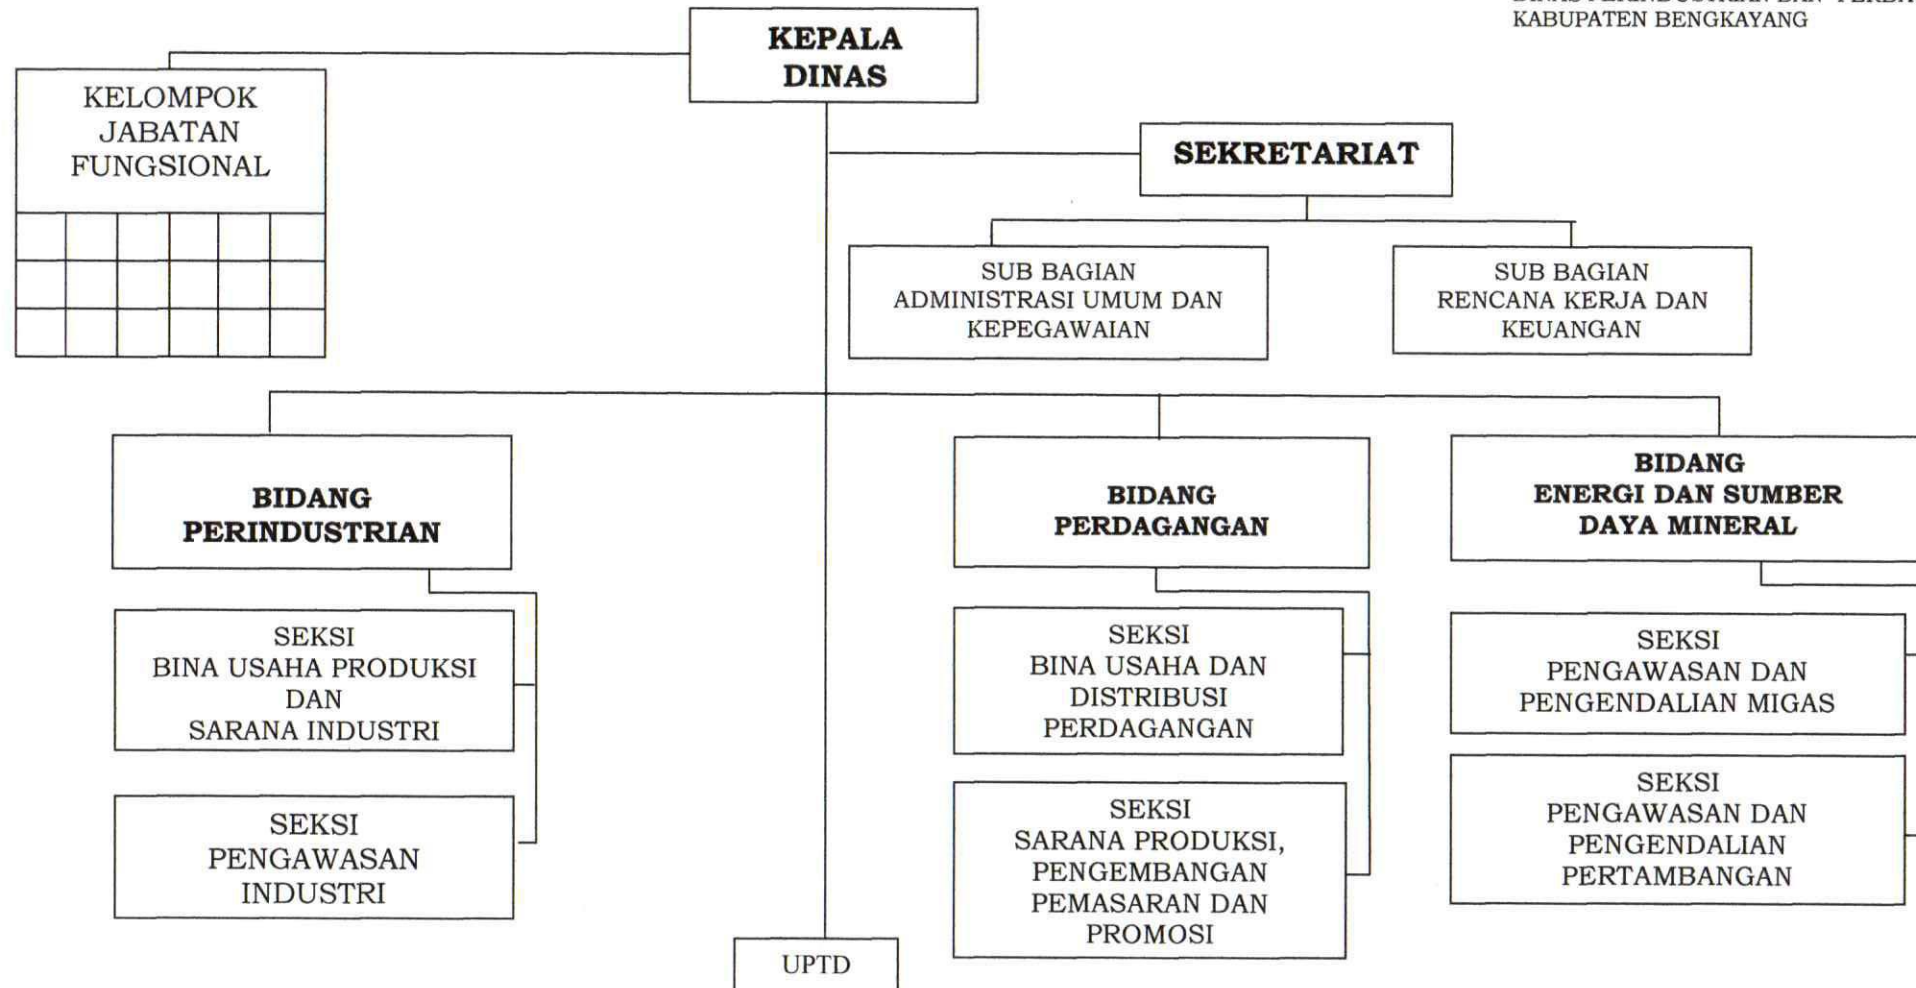 KABUPATEN BENGKAYANG
KEPALA
DINAS
KELOMPOK
JABATAN
FUNGSIONAL
SEKRETARIAT
SUB BAGIAN
ADMINISTRASI UMUM DAN
KEPEGAWAIAN
SUB BAGIAN
RENCANA KERJA DAN
KEUANGAN
BIDANG
PERINDUSTRIAN
SEKSI
BINA USAHA PRODUKSI
DAN
SARANA INDUSTRI
SEKSI
PENGAWASAN
INDUSTRI
BIDANG
PERDAGANGAN
SEKSI
BINA USAHA DAN
DISTRIBUSI
PERDAGANGAN
SEKSI
SARANA PRODUKSI,
PENGEMBANGAN
PEMASARAN DAN
PROMOSI
BIDANG
ENERGI DAN SUMBER
DAYA MINERAL
SEKSI
PENGAWASAN DAN
PENGENDALIAN MIGAS
SEKSI
PENGAWASAN DAN
PENGENDALIAN
PERTAMBANGAN
UPTD